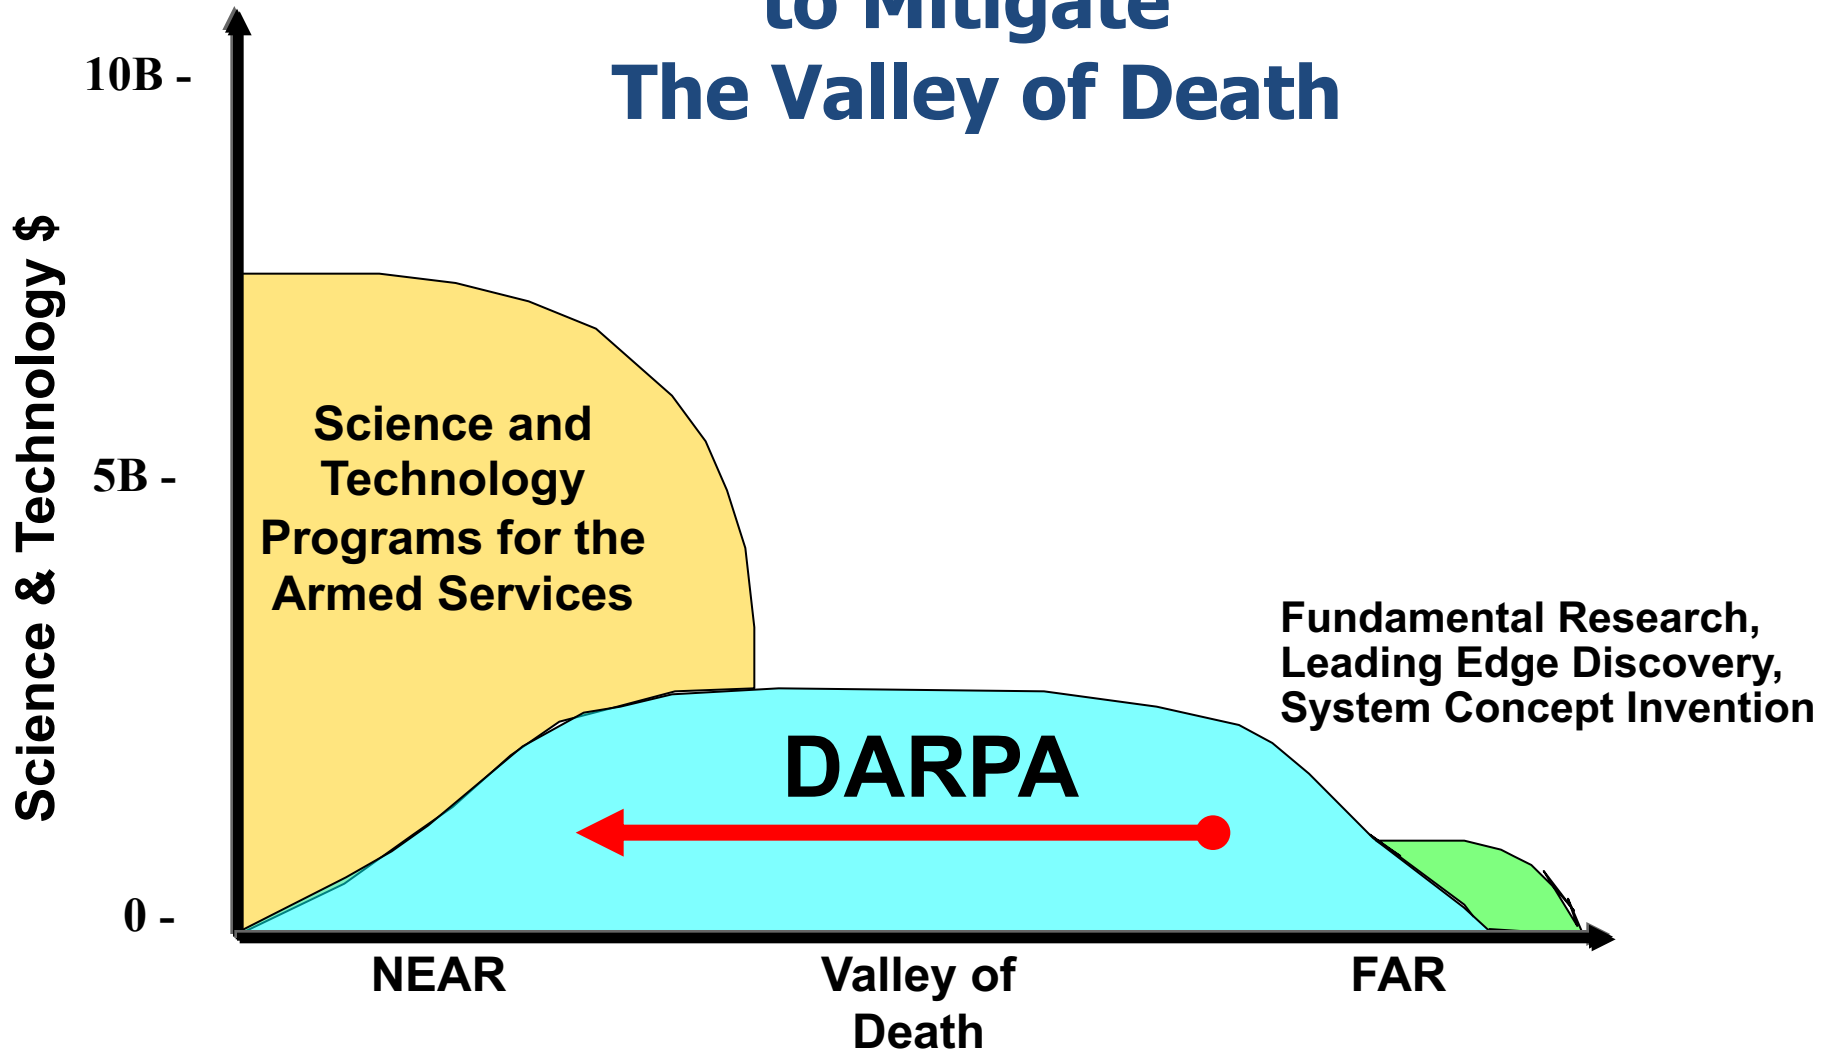 to Mitigate
The Valley of Death
10B -
5B -
0 -
Science & Technology $
Science and
Technology
Programs for the
Armed Services
Fundamental Research,
Leading Edge Discovery,
System Concept Invention
DARPA
NEAR
Valley of
Death
FAR